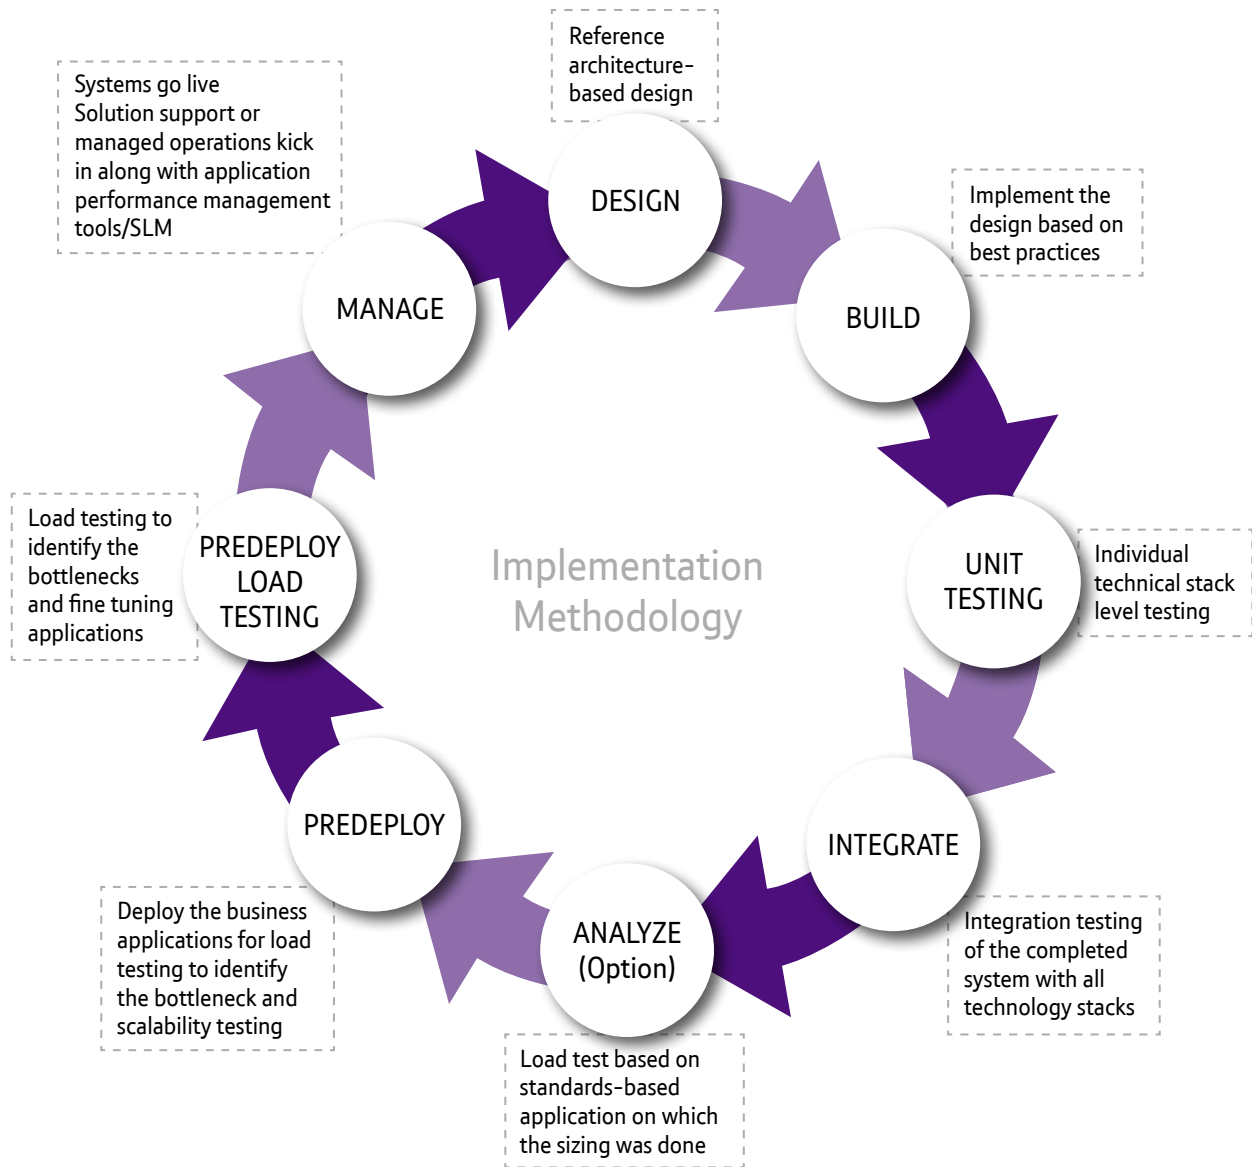 Reference
architecture-
based design
DESIGN
Implement the
design based on
best practices
BUILD
Individual
technical stack
level testing
UNIT
TESTING
Integration testing
of the completed
system with all
technology stacks
INTEGRATE
Load test based on
standards-based
application on which
the sizing was done
ANALYZE
(Option)
Deploy the business
applications for load
testing to identify
the bottleneck and
scalability testing
PREDEPLOY
Load testing to
identify the
bottlenecks
and fine tuning
applications
PREDEPLOY
LOAD
TESTING
Systems go live
Solution support or
managed operations kick
in along with application
performance management
tools/SLM
MANAGE
Implementation
Methodology